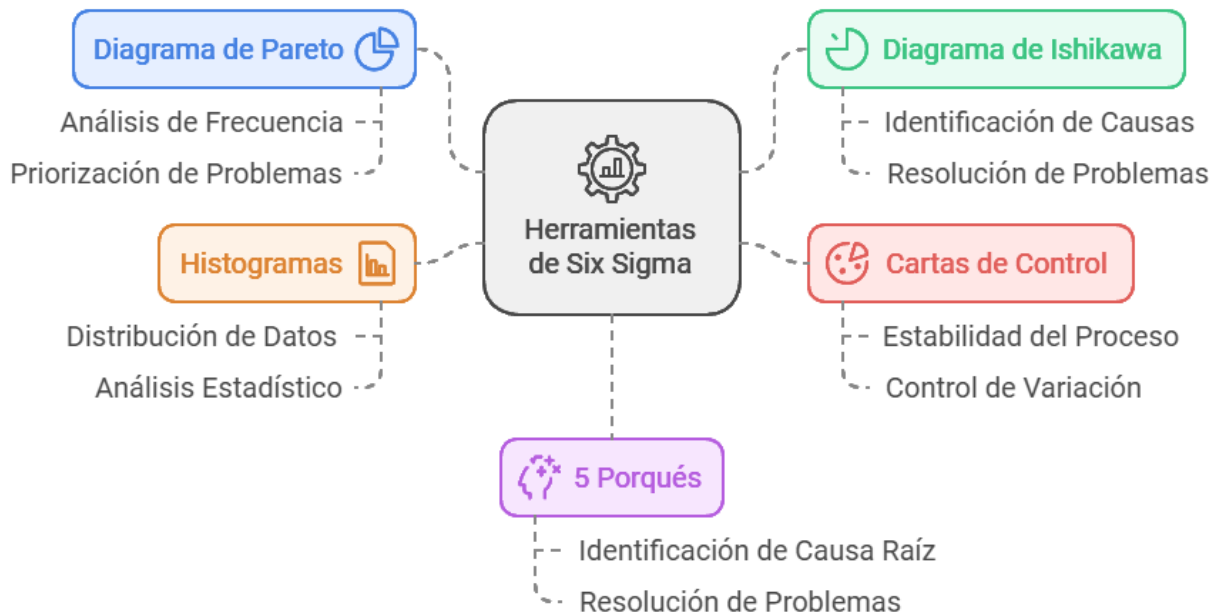 Diagrama de Pareto
Análisis de Frecuencia
Priorización de Problemas
Histogramas
Distribución de Datos
Análisis Estadístico
Herramientas
de Six Sigma
Diagrama de Ishikawa
Identificación de Causas
Resolución de Problemas
Cartas de Control
Estabilidad del Proceso
Control de Variación
5 Porqués
Identificación de Causa Raíz
Resolución de Problemas